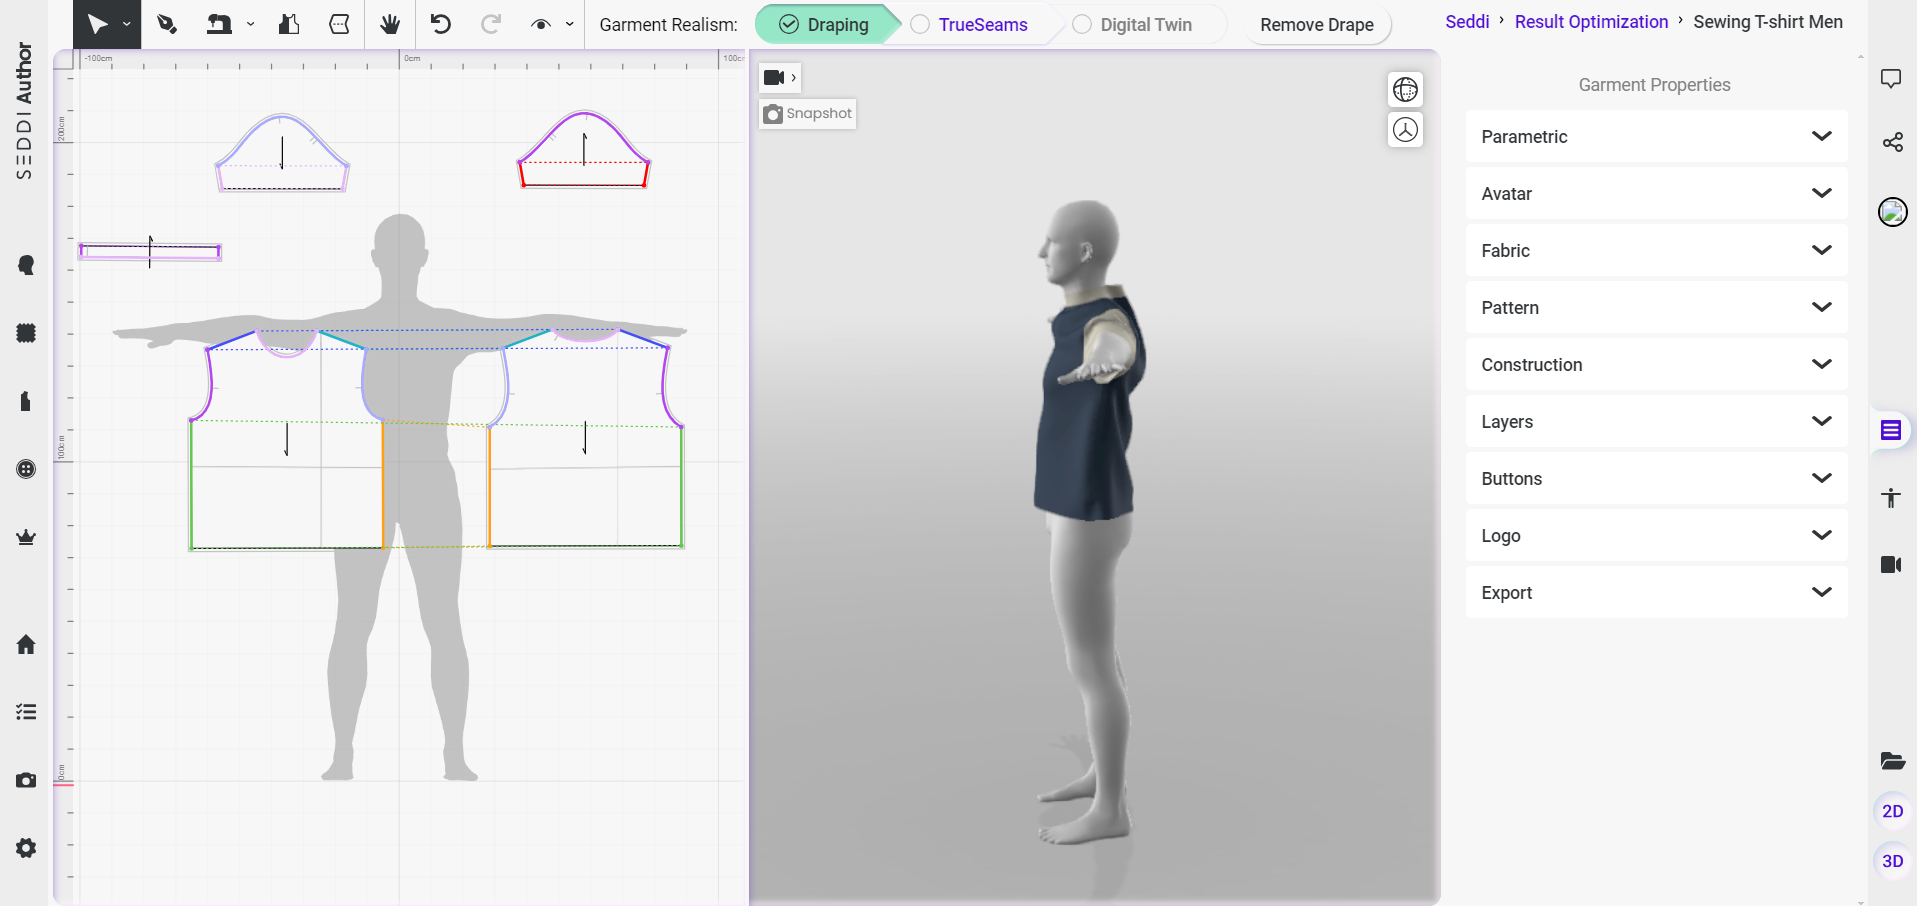 SEDDI Author
Garment Realism:
Draping
TrueSeams
Digital Twin
Remove Drape
Seddi › Result Optimization › Sewing T-shirt Men
-100cm
0cm
100c
200cm
100cm
0cm
Snapshot
Garment Properties
Parametric
Avatar
Fabric
Pattern
Construction
Layers
Buttons
Logo
Export
2D
3D